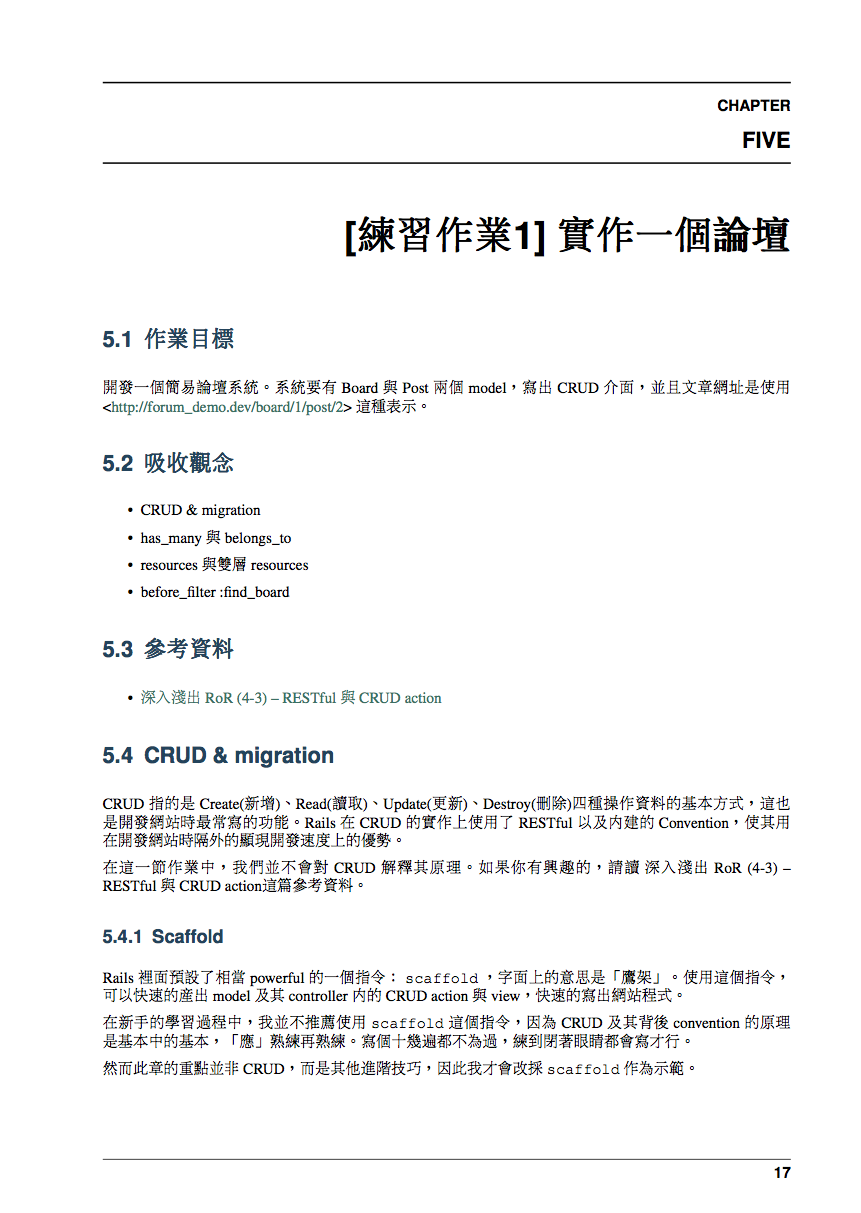 CHAPTER
FIVE
[練習作業1] 實作一個論壇
5.1 作業目標
開發一個簡易論壇系統。系統要有 Board 與 Post 兩個 model，寫出 CRUD 介面，並且文章網址是使用
<http://forum_demo.dev/board/1/post/2> 這種表示。
5.2 吸收觀念
• CRUD & migration
• has_many 與 belongs_to
• resources 與雙層 resources
• before_filter :find_board
5.3 參考資料
• 深入淺出 RoR (4-3) – RESTful 與 CRUD action
5.4 CRUD & migration
CRUD 指的是 Create(新增)、Read(讀取)、Update(更新)、Destroy(刪除)四種操作資料的基本方式，這也
是開發網站時最常寫的功能。Rails 在 CRUD 的實作上使用了 RESTful 以及内建的 Convention，使其用
在開發網站時隔外的顯現開發速度上的優勢。
在這一節作業中，我們並不會對 CRUD 解釋其原理。如果你有興趣的，請讀 深入淺出 RoR (4-3) –
RESTful 與 CRUD action這篇參考資料。
5.4.1 Scaffold
Rails 裡面預設了相當 powerful 的一個指令： scaffold ，字面上的意思是「鷹架」。使用這個指令，
可以快速的產出 model 及其 controller 内的 CRUD action 與 view，快速的寫出網站程式。
在新手的學習過程中，我並不推薦使用 scaffold 這個指令，因為 CRUD 及其背後 convention 的原理
是基本中的基本，「應」熟練再熟練。寫個十幾遍都不為過，練到閉著眼睛都會寫才行。
然而此章的重點並非 CRUD，而是其他進階技巧，因此我才會改採 scaffold 作為示範。
17